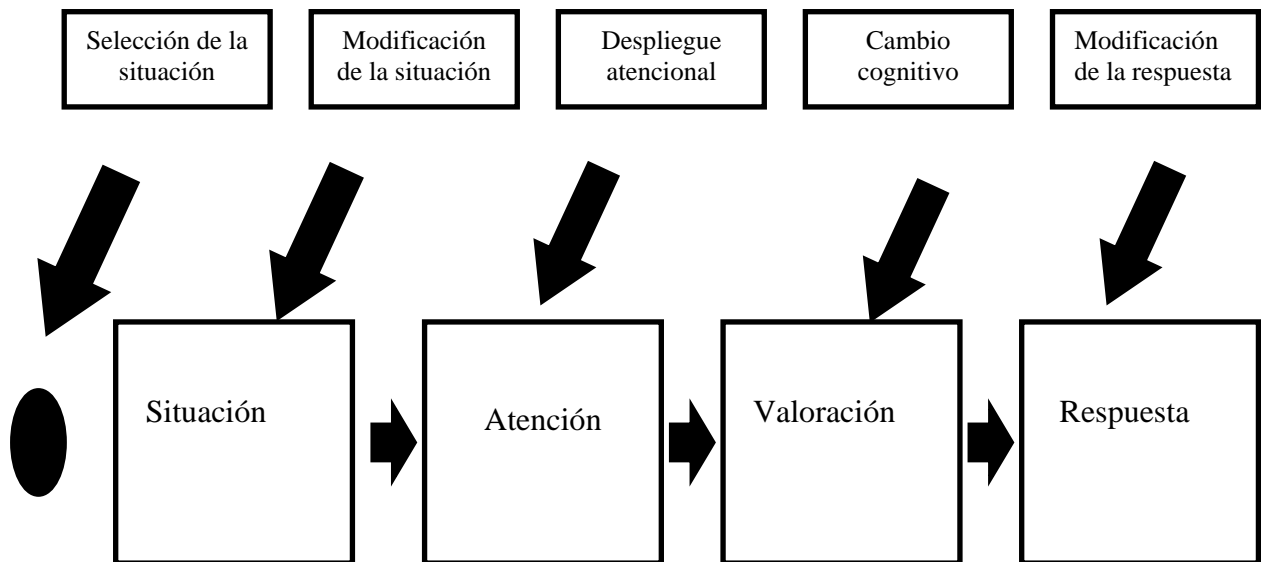 Selección de la
situación
Modificación
de la situación
Despliegue
atencional
Cambio
cognitivo
Modificación
de la respuesta
Situación
Atención
Valoración
Respuesta